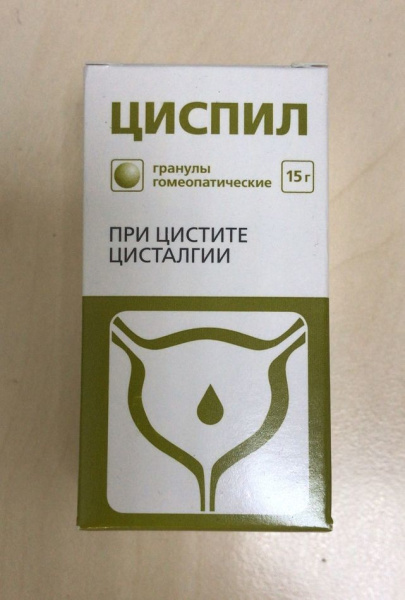 ЦИСПИЛ
гранулы
гомеопатические
15 г
ПРИ ЦИСТИТЕ
ЦИСТАЛГИИ